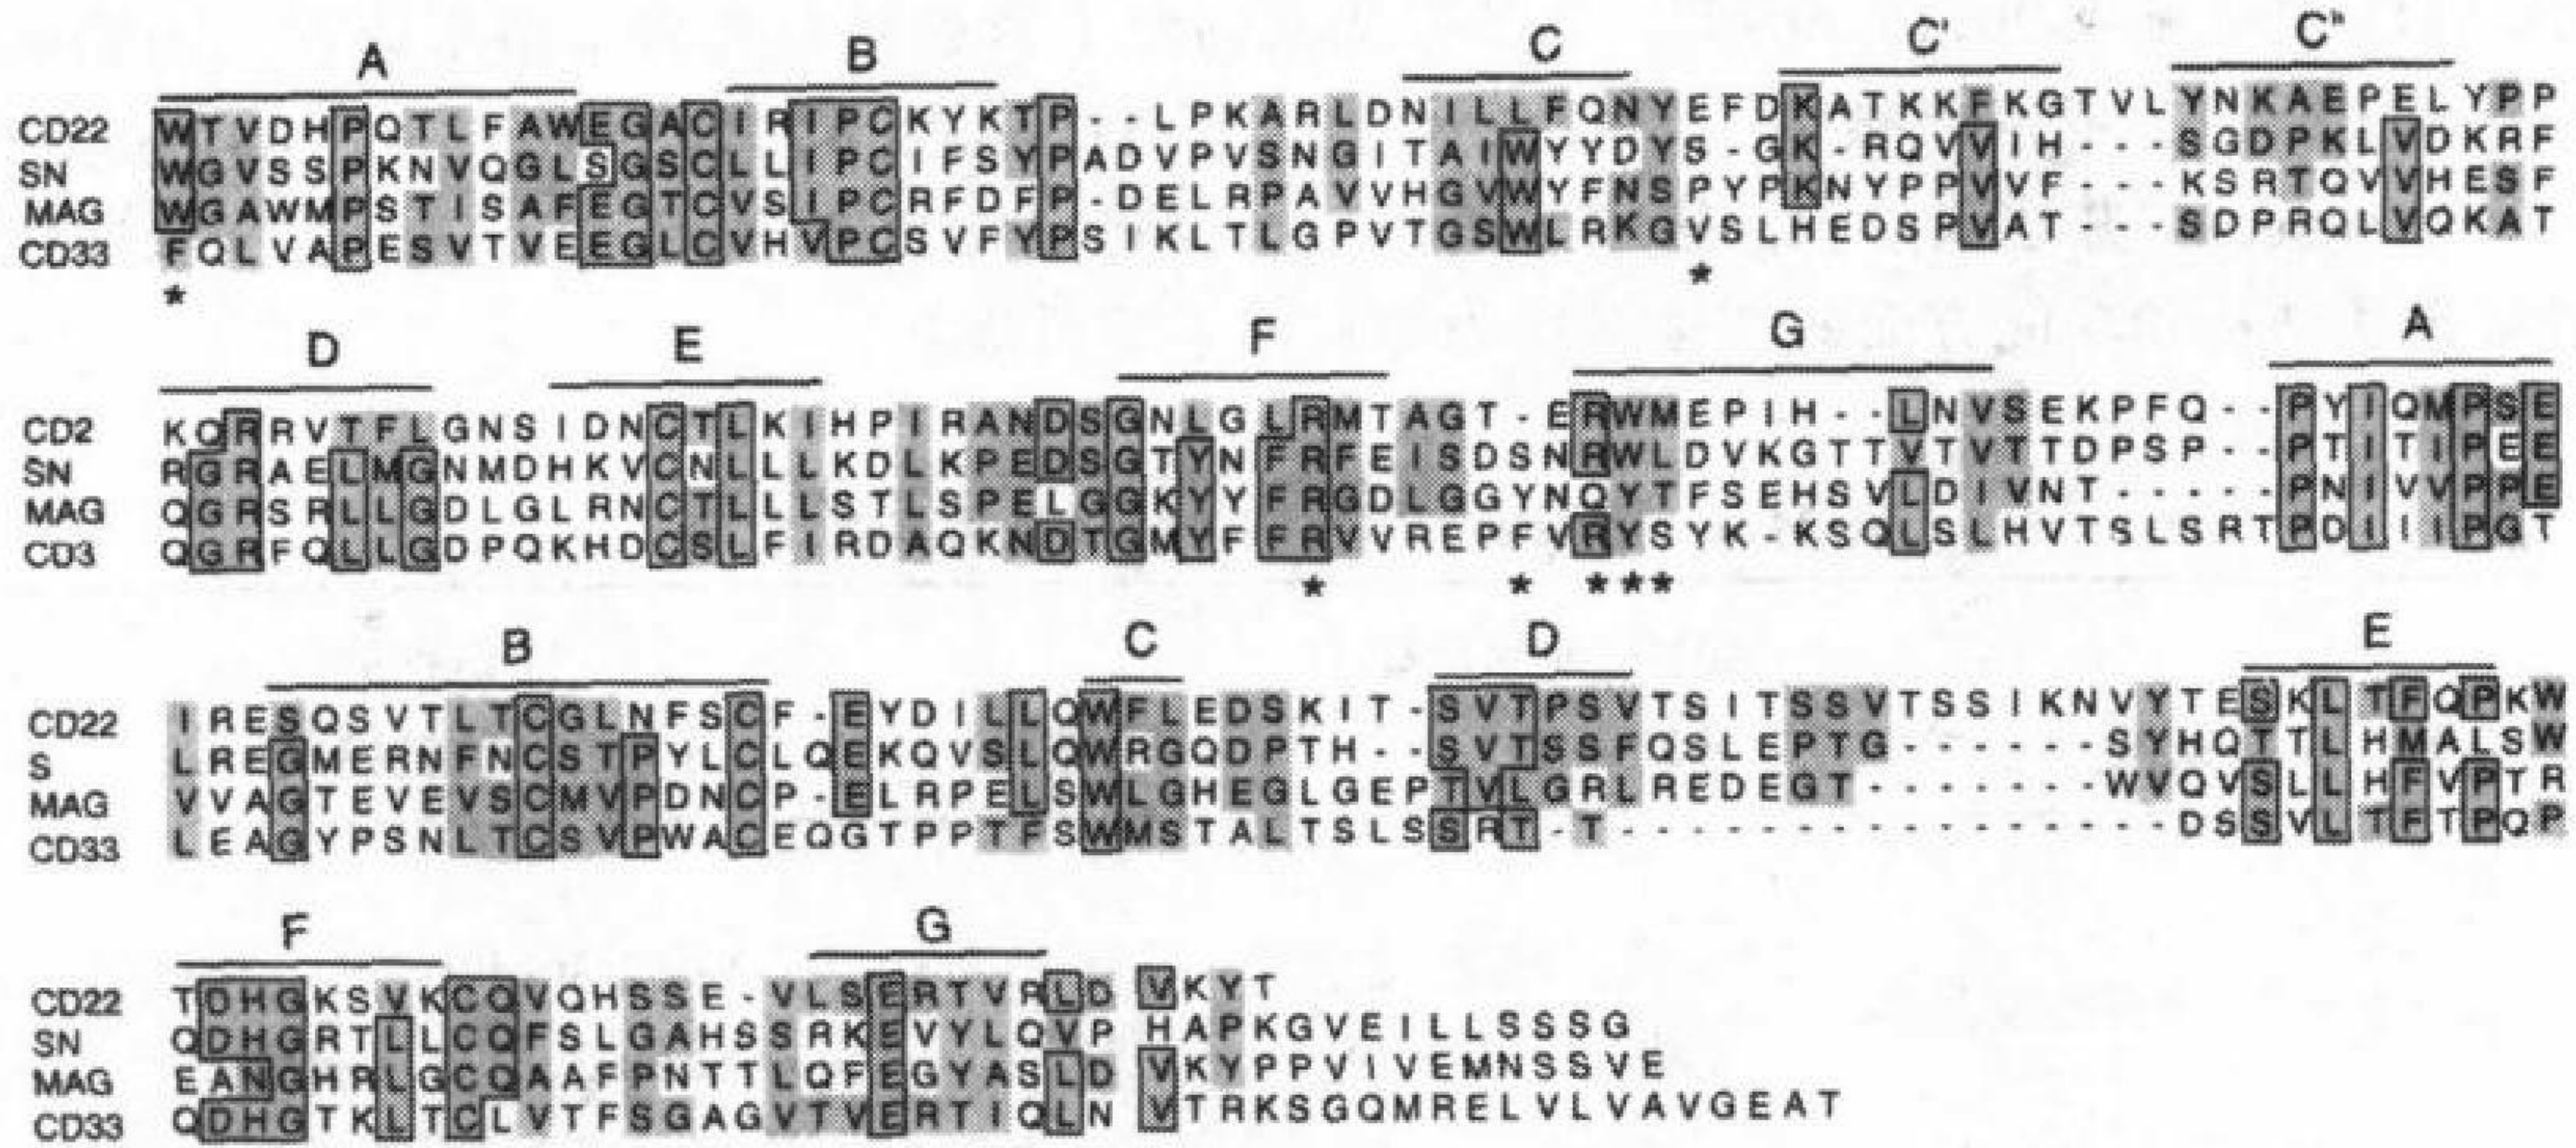 A B C C' C"
CD22 WTVDHPQTLFAWEGACIRIPCKYKTP--LPKARLDNILLFQNYEFDKATKKFKGTVLYNKAEPELYPP
SN WGVSSPKNVQGLSGSCLLIPCIFSYPADVPVSNGITAIWYYDYS-GK-RQVVIH---SGDPKLVDKRF
MAG WGAWMPSTISAFEGTCVSIPCRFDFP-DELRPAVVHGVWYFNSPYPKNYPPVVF---KSRTQVVHESF
CD33 FQLVAPESVTVEEGLCVHVPCSVFYPSIKLTLGPVTGSWLRKGVSLHEDSPVAT---SDPRQLVQKAT
* *
D E F G A
CD2 KQRRVTFLGNSIDNCTLKIHPIRANDSGNLGLRMTAGT-ERWMEPIH--LNVSEKPFQ--PYIQMPSE
SN RGRAELMGNMDHKVCNLLLKDLKPEDSGTYNFRFEISDSNRWLDVKGTTVTVTTDPSP--PTITIPEE
MAG QGRSRLLGDLGLRNCTLLLSTLSPELGGKYYFRGDLGGYNQYTFSEHSVLDIVNT-----PNIVVPPE
CD3 QGRFQLLGDPQKHDCSLFIRDAQKNDTGMYFFRVVREPFVRYSYK-KSQLSLHVTSLSRTPDIIIPGT
* * ***
B C D E
CD22 IRESQSVTLTCGLNFSCF-EYDILLQWFLEDSKIT-SVTPSVTSITSSVTSSIKNVYTESKLTFQPKW
S LREGMERNFNCSTPYLCLQEKQVSLQWRGQDPTH--SVTSSFQSLEPTG------SYHQTTLHMALSW
MAG VVAGTEVEVSCMVPDNCP-ELRPELSWLGHEGLGEPTVLGRLREDEGT-------WVQVSLLHFVPTR
CD33 LEAGYPSNLTCSVPWACEQGTPPTFSWMSTALTSLSSRT-T----------------DSSVLTFTPQP
F G
CD22 TDHGKSVKCQVQHSSE-VLSERTVRLD VKYT
SN QDHGRTLLCQFSLGAHSSRKEVYLQVP HAPKGVEILLSSSG
MAG EANGHRLGCQAAFPNTTLQFEGYASLD VKYPPVIVEMNSSVE
CD33 QDHGTKLTCLVTFSGAGVTVERTIQLN VTRKSGQMRELVLVAVGEAT